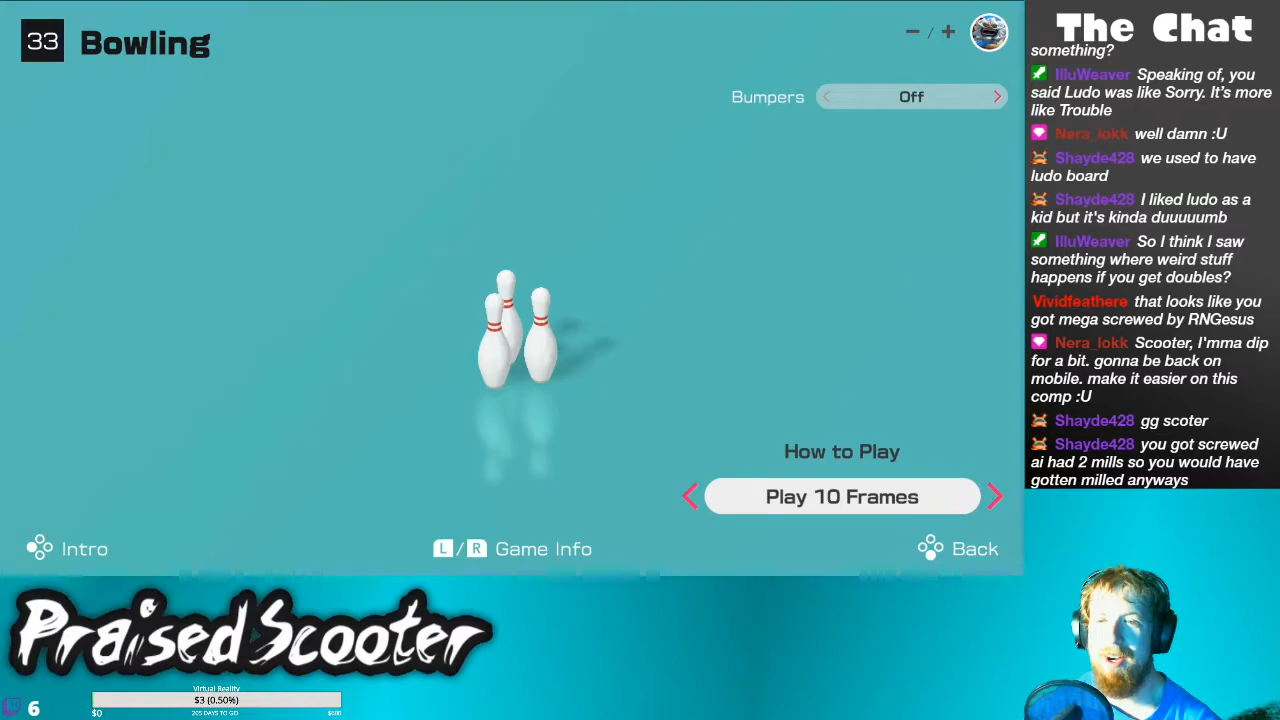 33 Bowling
- / +
Bumpers Off
How to Play
Play 10 Frames
Intro
L/R Game Info
Back
The Chat
something?
IlluWeaver Speaking of, you
said Ludo was like Sorry. It's more
like Trouble
Nera_lokk well damn :U
Shayde428 we used to have
ludo board
Shayde428 I liked ludo as a
kid but it's kinda duuuuumb
IlluWeaver So I think I saw
something where weird stuff
happens if you get doubles?
Vividfeathere that looks like you
got mega screwed by RNGesus
Nera_lokk Scooter, I'mma dip
for a bit. gonna be back on
mobile. make it easier on this
comp :U
Shayde428 gg scooter
Shayde428 you got screwed
ai had 2 mills so you would have
gotten milled anyways
PraisedScooter
6
Virtual Reality
$3 (0.50%)
$0
205 DAYS TO GO